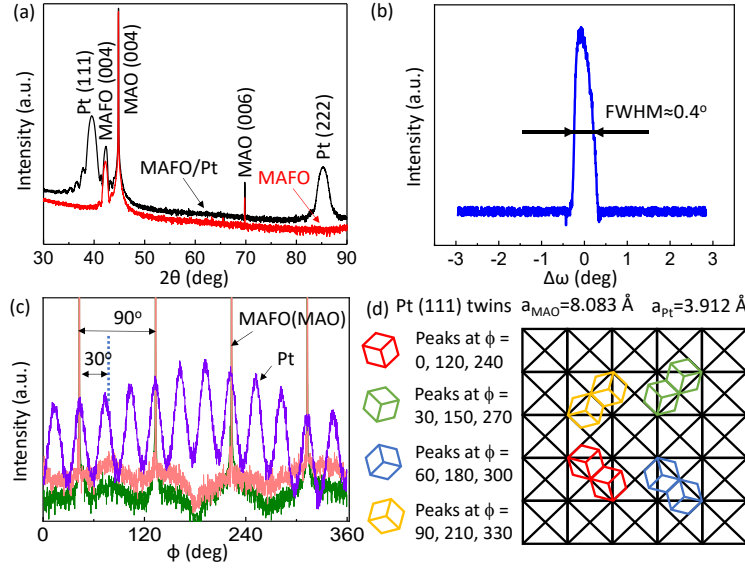 (a)
Intensity (a.u.)
Pt (111)
MAFO (004)
MAO (004)
MAO (006)
Pt (222)
MAFO/Pt
MAFO
30 40 50 60 70 80 90
2θ (deg)
(b)
Intensity (a.u.)
FWHM≈0.4°
-3 -2 -1 0 1 2 3
Δω (deg)
(c)
Intensity (a.u.)
90°
30°
MAFO(MAO)
Pt
0 120 240 360
ϕ (deg)
(d) Pt (111) twins a_MAO=8.083 Å a_Pt=3.912 Å
Peaks at ϕ =
0, 120, 240
Peaks at ϕ =
30, 150, 270
Peaks at ϕ =
60, 180, 300
Peaks at ϕ =
90, 210, 330